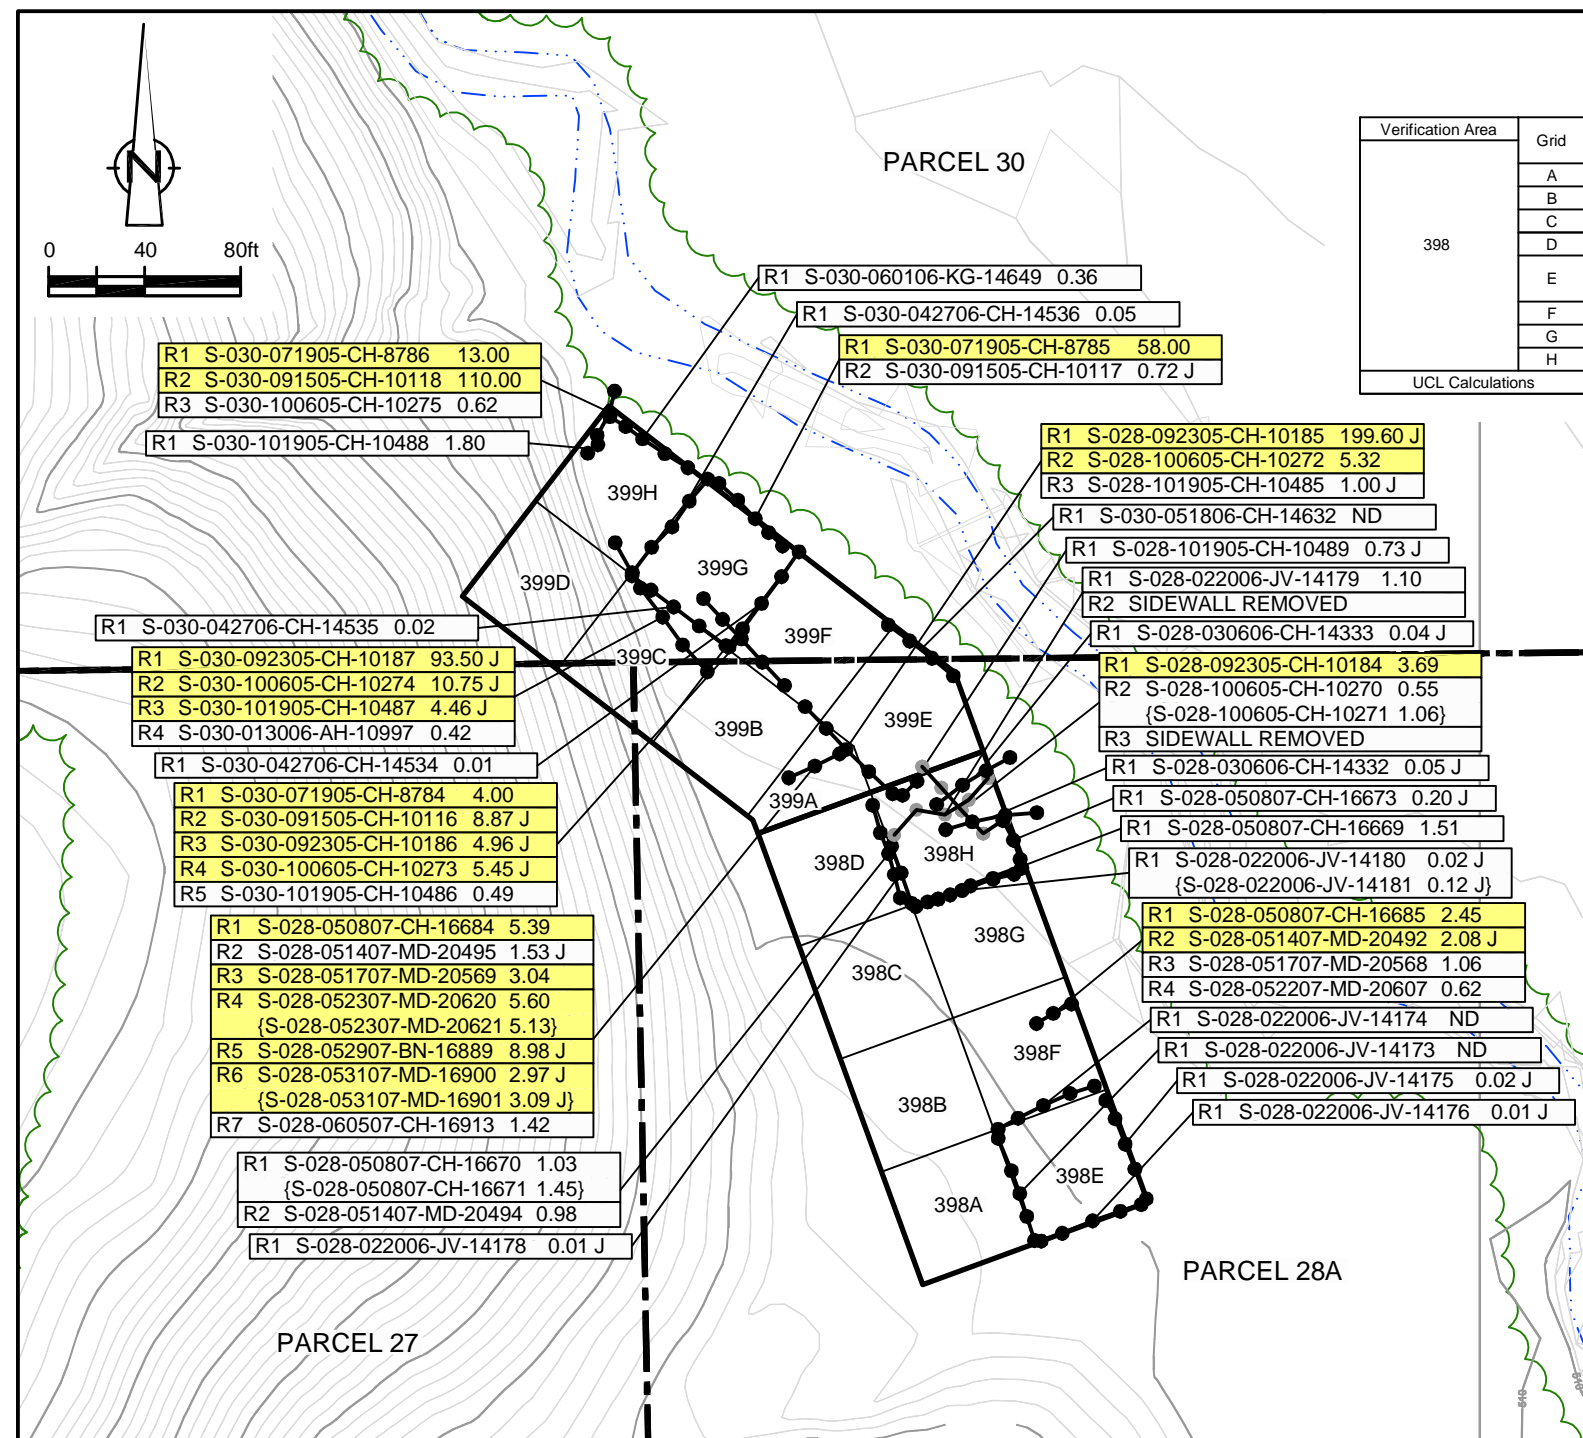 N
0 40 80ft
PARCEL 30
Verification Area Grid
398
A
B
C
D
E
F
G
H
UCL Calculations
R1 S-030-060106-KG-14649 0.36
R1 S-030-042706-CH-14536 0.05
R1 S-030-071905-CH-8785 58.00
R2 S-030-091505-CH-10117 0.72 J
R1 S-030-071905-CH-8786 13.00
R2 S-030-091505-CH-10118 110.00
R3 S-030-100605-CH-10275 0.62
R1 S-030-101905-CH-10488 1.80
R1 S-028-092305-CH-10185 199.60 J
R2 S-028-100605-CH-10272 5.32
R3 S-028-101905-CH-10485 1.00 J
R1 S-030-051806-CH-14632 ND
R1 S-028-101905-CH-10489 0.73 J
R1 S-028-022006-JV-14179 1.10
R2 SIDEWALL REMOVED
R1 S-028-030606-CH-14333 0.04 J
R1 S-028-092305-CH-10184 3.69
R2 S-028-100605-CH-10270 0.55
{S-028-100605-CH-10271 1.06}
R3 SIDEWALL REMOVED
R1 S-028-030606-CH-14332 0.05 J
R1 S-028-050807-CH-16673 0.20 J
R1 S-028-050807-CH-16669 1.51
R1 S-028-022006-JV-14180 0.02 J
{S-028-022006-JV-14181 0.12 J}
R1 S-028-050807-CH-16685 2.45
R2 S-028-051407-MD-20492 2.08 J
R3 S-028-051707-MD-20568 1.06
R4 S-028-052207-MD-20607 0.62
R1 S-028-022006-JV-14174 ND
R1 S-028-022006-JV-14173 ND
R1 S-028-022006-JV-14175 0.02 J
R1 S-028-022006-JV-14176 0.01 J
399H
399D
399G
399F
399C
399B
399E
399A
398D
398H
398G
398C
398F
398B
398E
398A
R1 S-030-042706-CH-14535 0.02
R1 S-030-092305-CH-10187 93.50 J
R2 S-030-100605-CH-10274 10.75 J
R3 S-030-101905-CH-10487 4.46 J
R4 S-030-013006-AH-10997 0.42
R1 S-030-042706-CH-14534 0.01
R1 S-030-071905-CH-8784 4.00
R2 S-030-091505-CH-10116 8.87 J
R3 S-030-092305-CH-10186 4.96 J
R4 S-030-100605-CH-10273 5.45 J
R5 S-030-101905-CH-10486 0.49
R1 S-028-050807-CH-16684 5.39
R2 S-028-051407-MD-20495 1.53 J
R3 S-028-051707-MD-20569 3.04
R4 S-028-052307-MD-20620 5.60
{S-028-052307-MD-20621 5.13}
R5 S-028-052907-BN-16889 8.98 J
R6 S-028-053107-MD-16900 2.97 J
{S-028-053107-MD-16901 3.09 J}
R7 S-028-060507-CH-16913 1.42
R1 S-028-050807-CH-16670 1.03
{S-028-050807-CH-16671 1.45}
R2 S-028-051407-MD-20494 0.98
R1 S-028-022006-JV-14178 0.01 J
PARCEL 28A
PARCEL 27